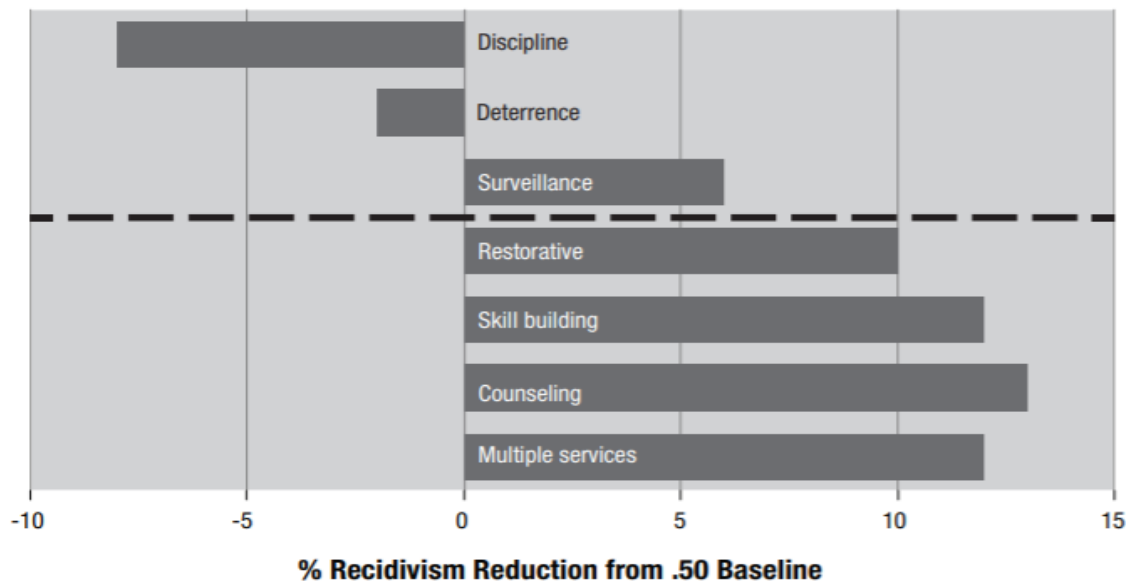 Discipline
Deterrence
Surveillance
Restorative
Skill building
Counseling
Multiple services
-10 -5 0 5 10 15
% Recidivism Reduction from .50 Baseline